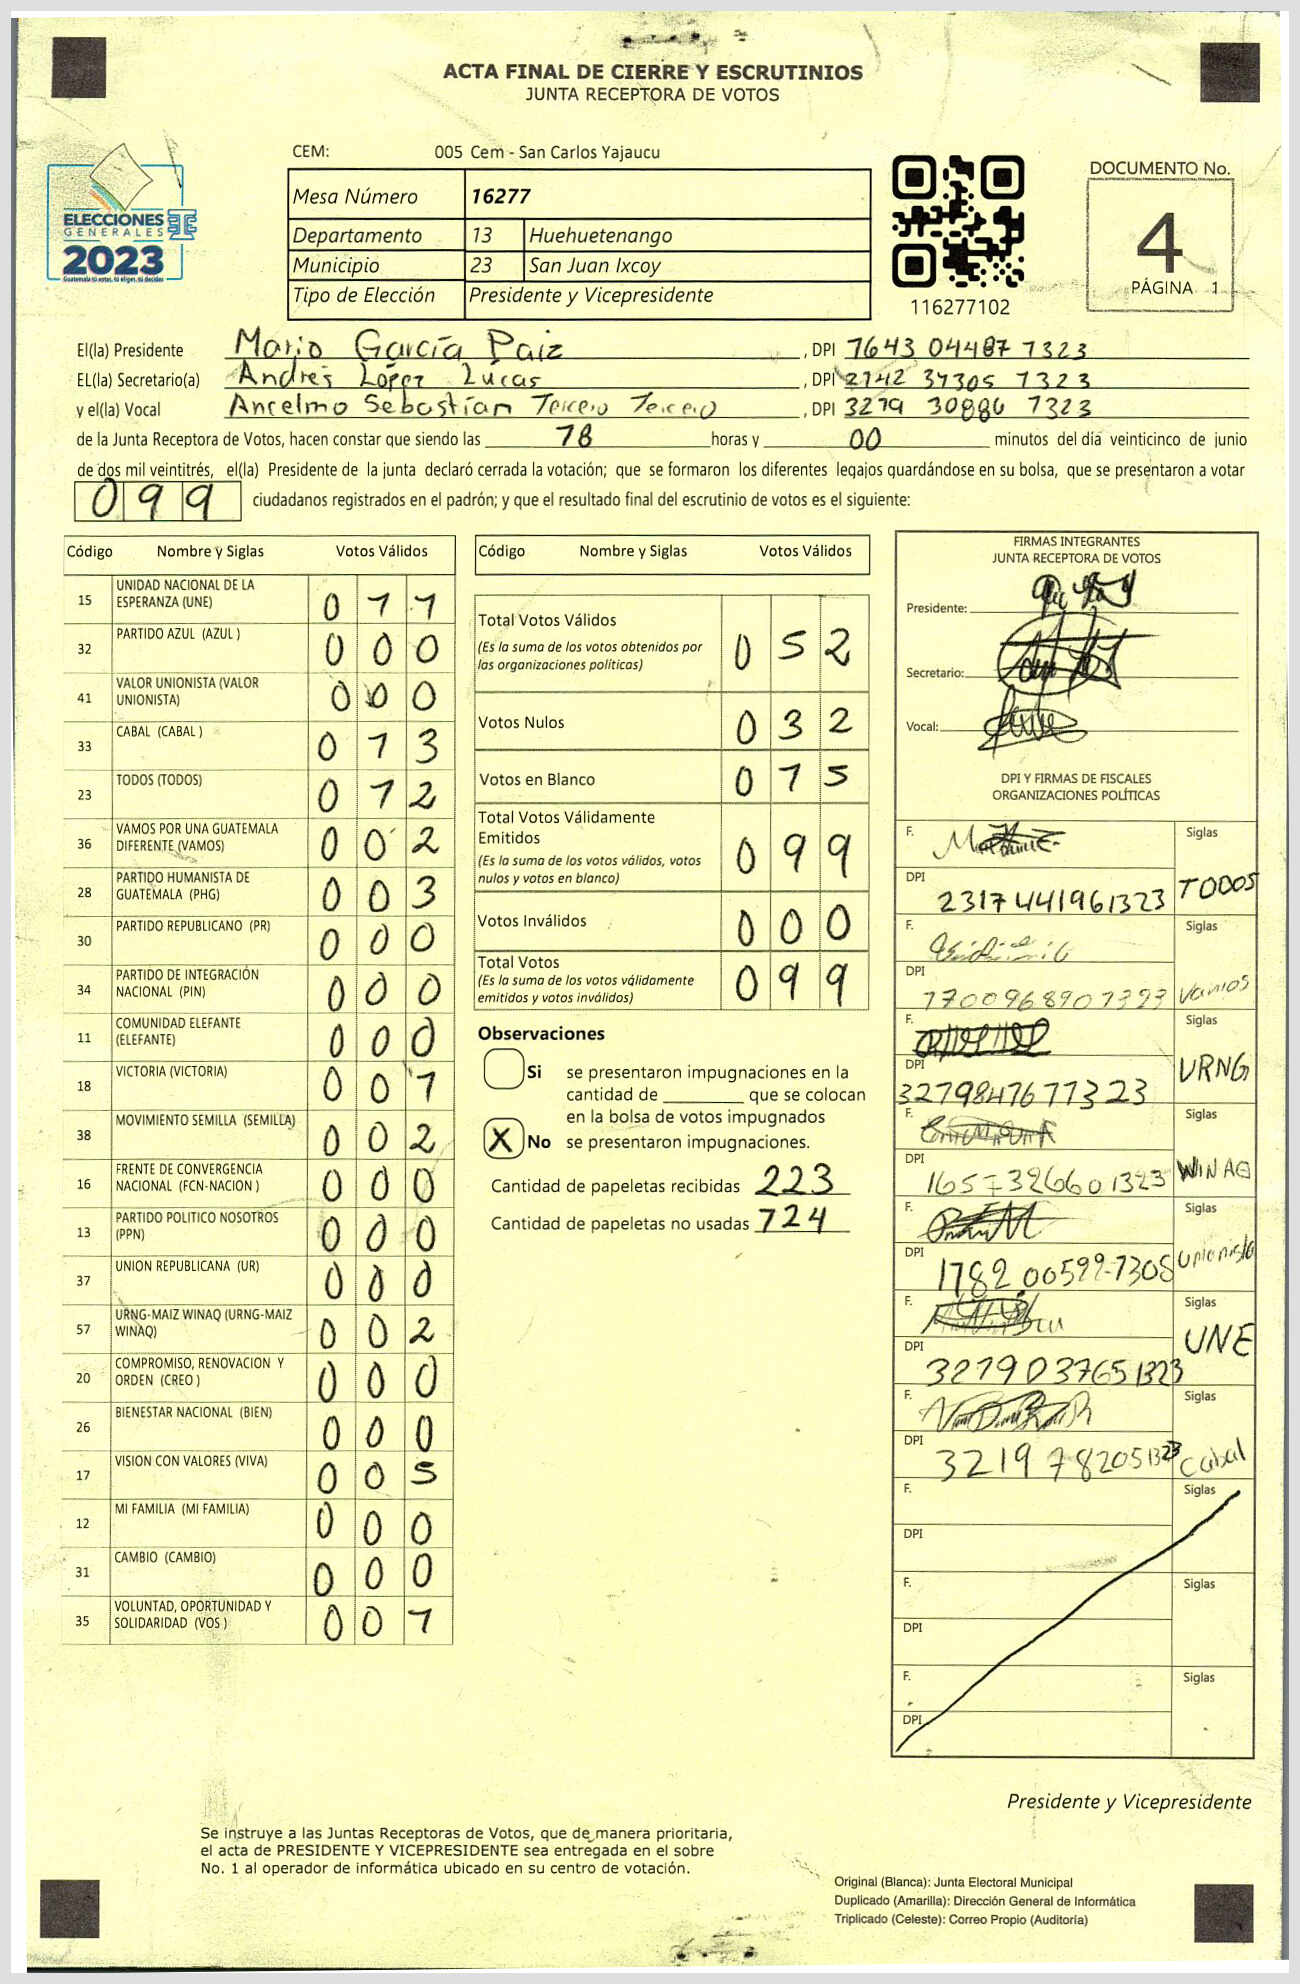 ACTA FINAL DE CIERRE Y ESCRUTINIOS
JUNTA RECEPTORA DE VOTOS
CEM: 005 Cem - San Carlos Yajaucu
ELECCIONES
GENERALES
2023
Guatemala tú votas, tú eliges, tú decides
Mesa Número 16277
Departamento 13 Huehuetenango
Municipio 23 San Juan Ixcoy
Tipo de Elección Presidente y Vicepresidente
116277102
DOCUMENTO No.
4
PÁGINA 1
El(la) Presidente Mario García Paiz , DPI 7643 04487 7323
EL(la) Secretario(a) Andrés López Lúcas , DPI 2742 37305 7323
y el(la) Vocal Ancelmo Sebastían Tercero Tercero , DPI 3279 30886 7323
de la Junta Receptora de Votos, hacen constar que siendo las 78 horas y 00 minutos del día veinticinco de junio
de dos mil veintitrés, el(la) Presidente de la junta declaró cerrada la votación; que se formaron los diferentes legajos guardándose en su bolsa, que se presentaron a votar
099 ciudadanos registrados en el padrón; y que el resultado final del escrutinio de votos es el siguiente:
Código Nombre y Siglas Votos Válidos
15 UNIDAD NACIONAL DE LA ESPERANZA (UNE) 0 7 7
32 PARTIDO AZUL (AZUL ) 0 0 0
41 VALOR UNIONISTA (VALOR UNIONISTA) 0 0 0
33 CABAL (CABAL ) 0 7 3
23 TODOS (TODOS) 0 7 2
36 VAMOS POR UNA GUATEMALA DIFERENTE (VAMOS) 0 0 2
28 PARTIDO HUMANISTA DE GUATEMALA (PHG) 0 0 3
30 PARTIDO REPUBLICANO (PR) 0 0 0
34 PARTIDO DE INTEGRACIÓN NACIONAL (PIN) 0 0 0
11 COMUNIDAD ELEFANTE (ELEFANTE) 0 0 0
18 VICTORIA (VICTORIA) 0 0 7
38 MOVIMIENTO SEMILLA (SEMILLA) 0 0 2
16 FRENTE DE CONVERGENCIA NACIONAL (FCN-NACION ) 0 0 0
13 PARTIDO POLITICO NOSOTROS (PPN) 0 0 0
37 UNION REPUBLICANA (UR) 0 0 0
57 URNG-MAIZ WINAQ (URNG-MAIZ WINAQ) 0 0 2
20 COMPROMISO, RENOVACION Y ORDEN (CREO ) 0 0 0
26 BIENESTAR NACIONAL (BIEN) 0 0 0
17 VISION CON VALORES (VIVA) 0 0 5
12 MI FAMILIA (MI FAMILIA) 0 0 0
31 CAMBIO (CAMBIO) 0 0 0
35 VOLUNTAD, OPORTUNIDAD Y SOLIDARIDAD (VOS ) 0 0 7
Código Nombre y Siglas Votos Válidos
Total Votos Válidos 0 5 2
(Es la suma de los votos obtenidos por
las organizaciones políticas)
Votos Nulos 0 3 2
Votos en Blanco 0 7 5
Total Votos Válidamente
Emitidos 0 9 9
(Es la suma de los votos válidos, votos
nulos y votos en blanco)
Votos Inválidos 0 0 0
Total Votos 0 9 9
(Es la suma de los votos válidamente
emitidos y votos inválidos)
Observaciones
Si se presentaron impugnaciones en la
cantidad de ________ que se colocan
en la bolsa de votos impugnados
X No se presentaron impugnaciones.
Cantidad de papeletas recibidas 223
Cantidad de papeletas no usadas 724
FIRMAS INTEGRANTES
JUNTA RECEPTORA DE VOTOS
Presidente:
Secretario:
Vocal:
DPI Y FIRMAS DE FISCALES
ORGANIZACIONES POLÍTICAS
F. Siglas
DPI 2317 441961323 TODOS
F. Siglas
DPI 7700968907323 Vamos
F. Siglas
DPI 3279847677323 URNG
F. Siglas
DPI 1657326601323 WINAQ
F. Siglas
DPI 1782 00599-7308 Unionista
F. Siglas
DPI 3279037651323 UNE
F. Siglas
DPI 3219782051323 Cabal
F. Siglas
DPI
F. Siglas
DPI
F. Siglas
DPI
Presidente y Vicepresidente
Se instruye a las Juntas Receptoras de Votos, que de manera prioritaria,
el acta de PRESIDENTE Y VICEPRESIDENTE sea entregada en el sobre
No. 1 al operador de informática ubicado en su centro de votación.
Original (Blanca): Junta Electoral Municipal
Duplicado (Amarilla): Dirección General de Informática
Triplicado (Celeste): Correo Propio (Auditoría)